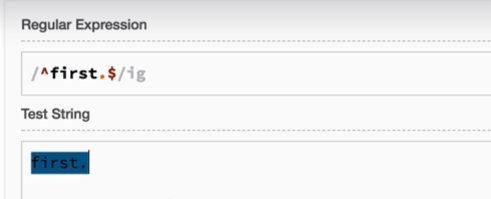 Regular Expression
/^first.$/ig
Test String
first.